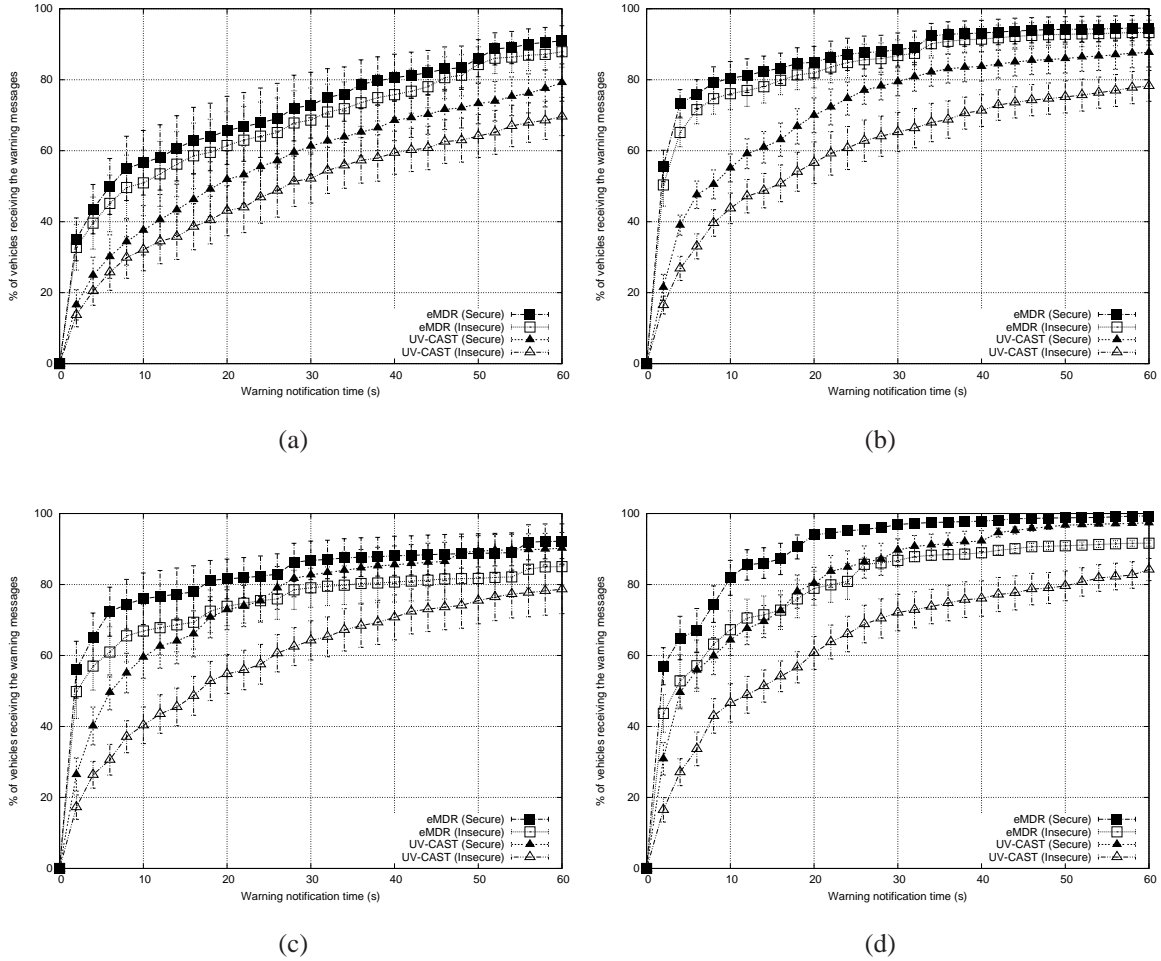 % of vehicles receiving the warning messages
100
80
60
40
20
0
eMDR (Secure)
eMDR (Insecure)
UV-CAST (Secure)
UV-CAST (Insecure)
0 10 20 30 40 50 60
Warning notification time (s)
(a)
% of vehicles receiving the warning messages
100
80
60
40
20
0
eMDR (Secure)
eMDR (Insecure)
UV-CAST (Secure)
UV-CAST (Insecure)
0 10 20 30 40 50 60
Warning notification time (s)
(b)
% of vehicles receiving the warning messages
100
80
60
40
20
0
eMDR (Secure)
eMDR (Insecure)
UV-CAST (Secure)
UV-CAST (Insecure)
0 10 20 30 40 50 60
Warning notification time (s)
(c)
% of vehicles receiving the warning messages
100
80
60
40
20
0
eMDR (Secure)
eMDR (Insecure)
UV-CAST (Secure)
UV-CAST (Insecure)
0 10 20 30 40 50 60
Warning notification time (s)
(d)